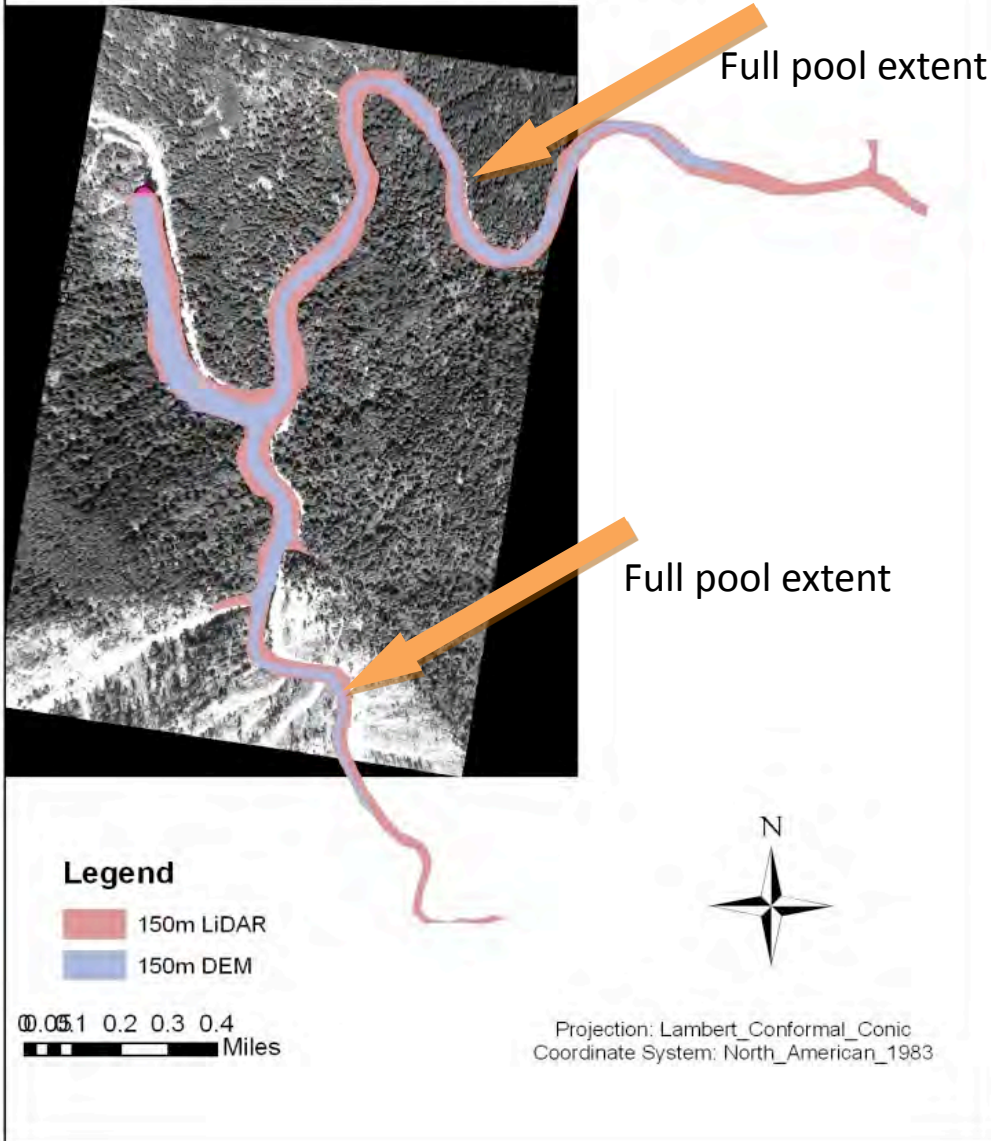 Full pool extent
Full pool extent
N
Legend
150m LiDAR
150m DEM
0 0.05 0.1 0.2 0.3 0.4
Miles
Projection: Lambert_Conformal_Conic
Coordinate System: North_American_1983